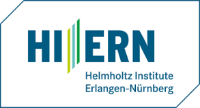 HI ERN
Helmholtz Institute
Erlangen-Nürnberg